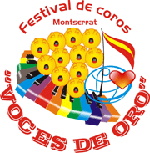 Festival de coros
Montserrat
"VOCES DE ORO"